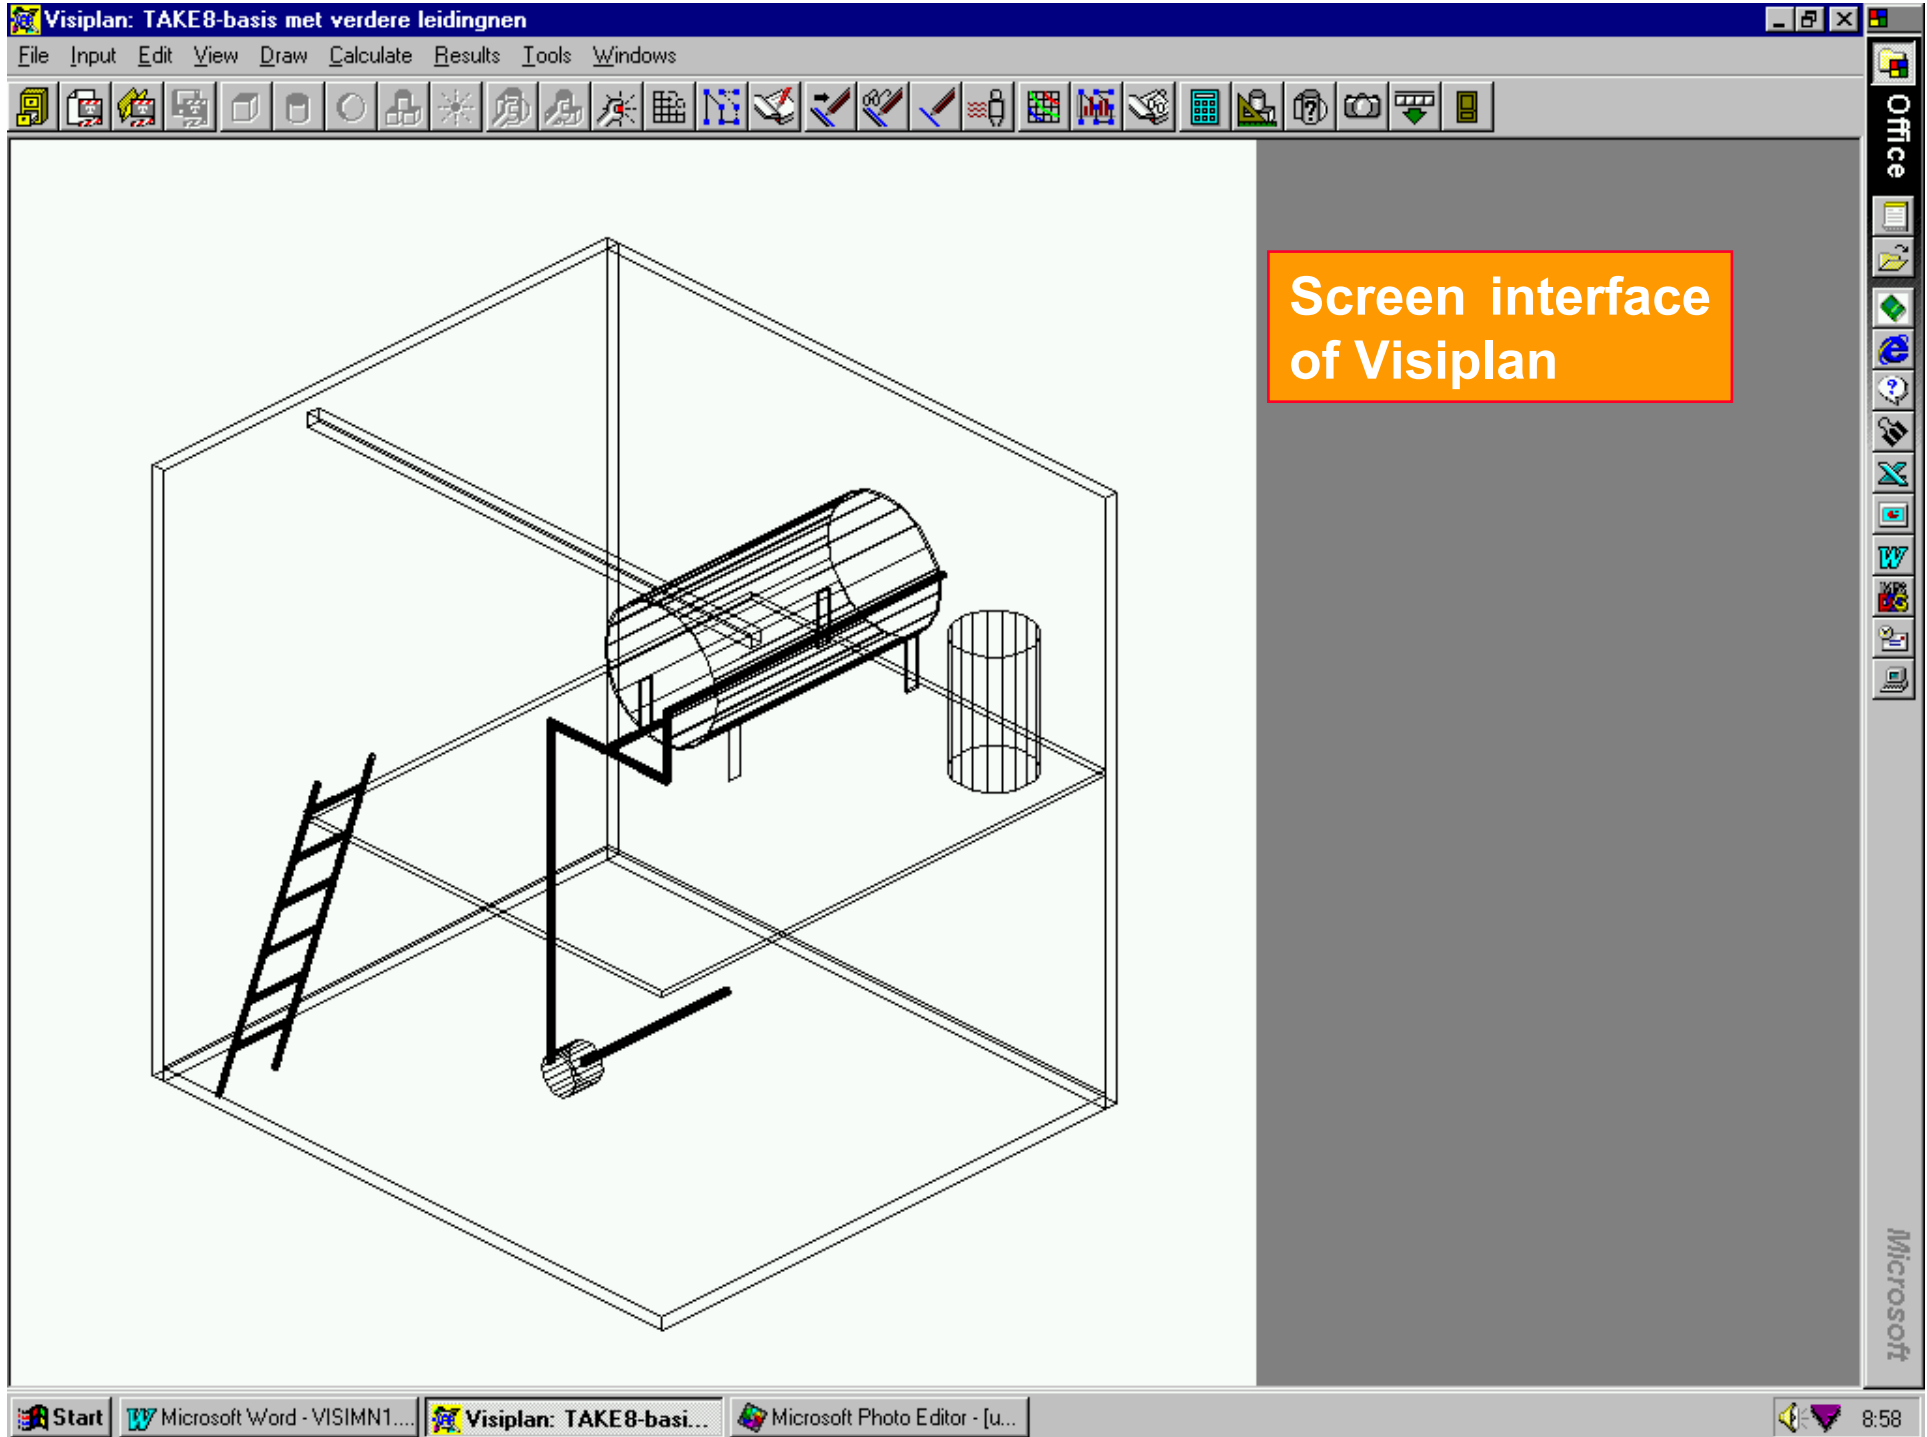 Visiplan: TAKE8-basis met verdere leidingnen
File Input Edit View Draw Calculate Results Tools Windows
Office
Screen interface
of Visiplan
Microsoft
Start Microsoft Word - VISIMN1.... Visiplan: TAKE8-basi... Microsoft Photo Editor - [u... 8:58